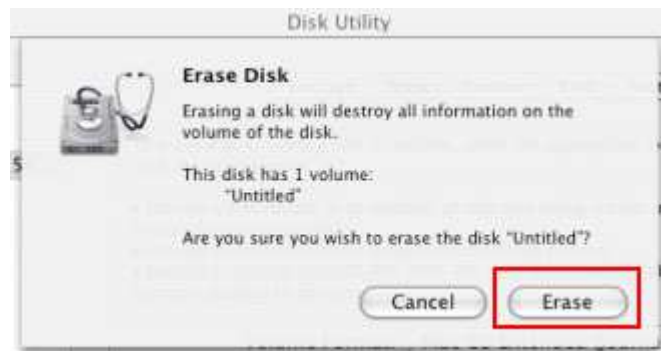 Disk Utility
Erase Disk
Erasing a disk will destroy all information on the
volume of the disk.
This disk has 1 volume:
"Untitled"
Are you sure you wish to erase the disk "Untitled"?
Cancel
Erase